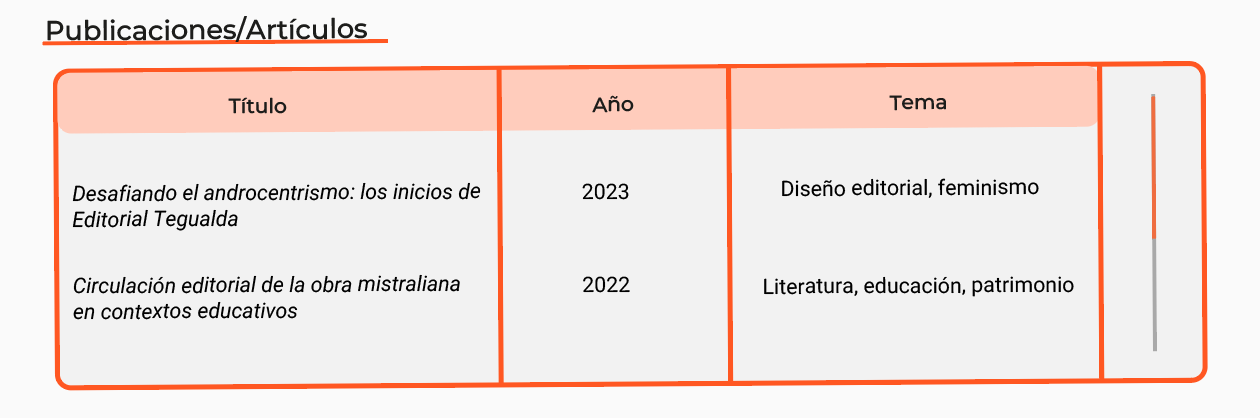 Publicaciones/Artículos
Título Año Tema
Desafiando el androcentrismo: los inicios de
Editorial Tegualda
2023
Diseño editorial, feminismo
Circulación editorial de la obra mistraliana
en contextos educativos
2022
Literatura, educación, patrimonio